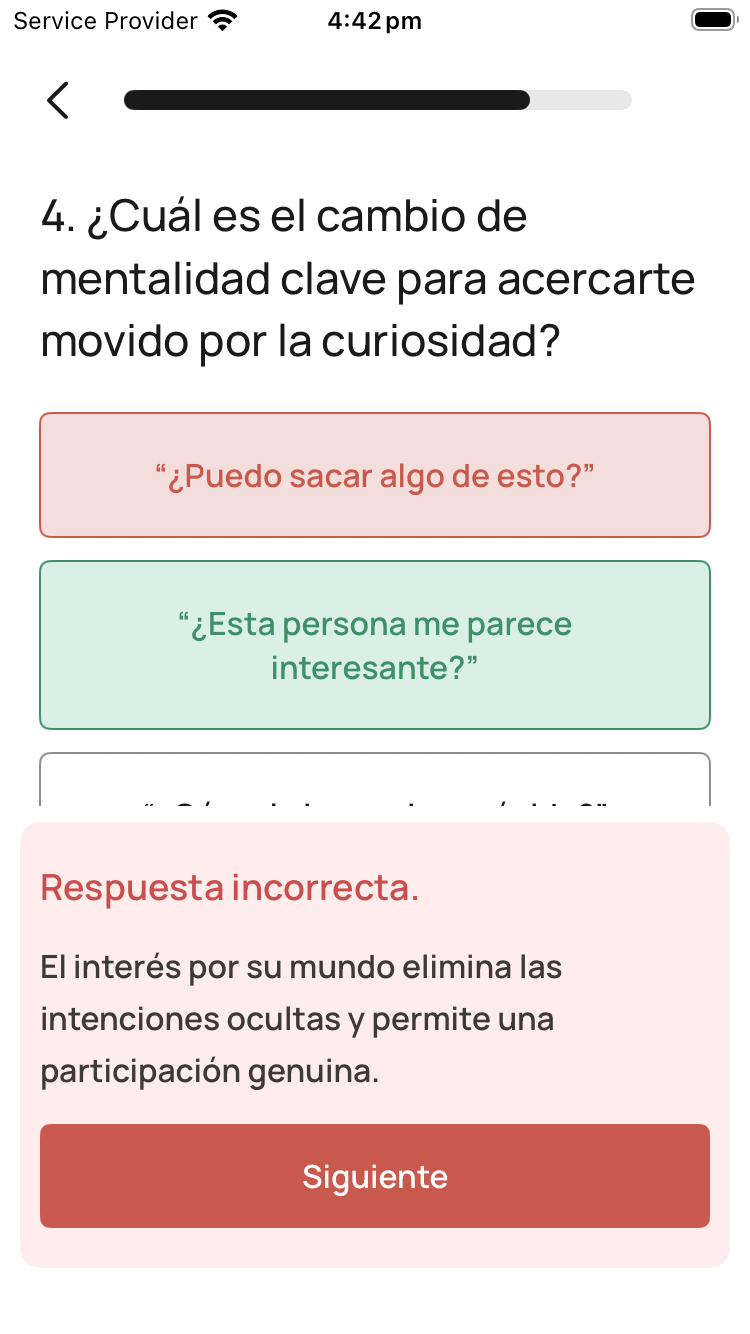 Service Provider
4:42 pm
4. ¿Cuál es el cambio de
mentalidad clave para acercarte
movido por la curiosidad?
“¿Puedo sacar algo de esto?”
“¿Esta persona me parece
interesante?”
Respuesta incorrecta.
El interés por su mundo elimina las
intenciones ocultas y permite una
participación genuina.
Siguiente